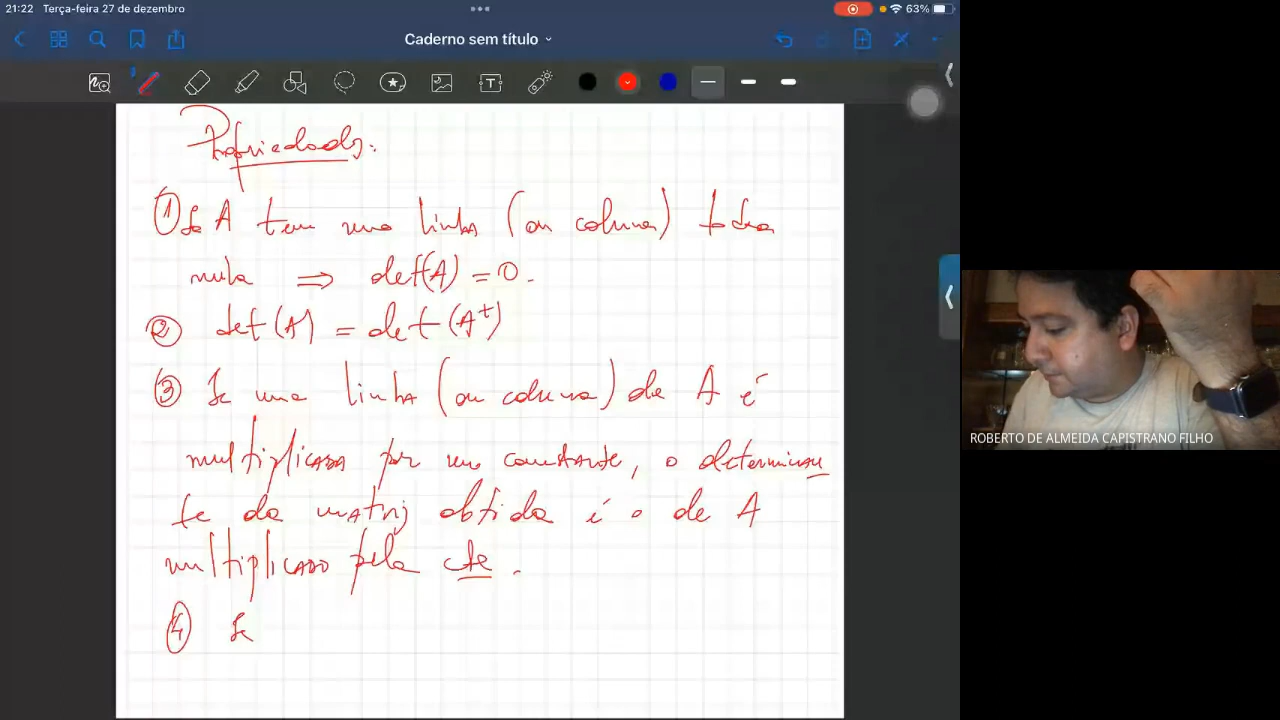 21:22 Terça-feira 27 de dezembro
63%
Caderno sem título
Propriedades.
① Se A tem uma linha (ou coluna) toda
nula ⇒ det(A) = 0.
② det(A) = det(A^t)
③ Se uma linha (ou coluna) de A é
multiplicada por uma constante, o determinan
te da matriz obtida é o de A
multiplicado pela cte.
④ Se
ROBERTO DE ALMEIDA CAPISTRANO FILHO